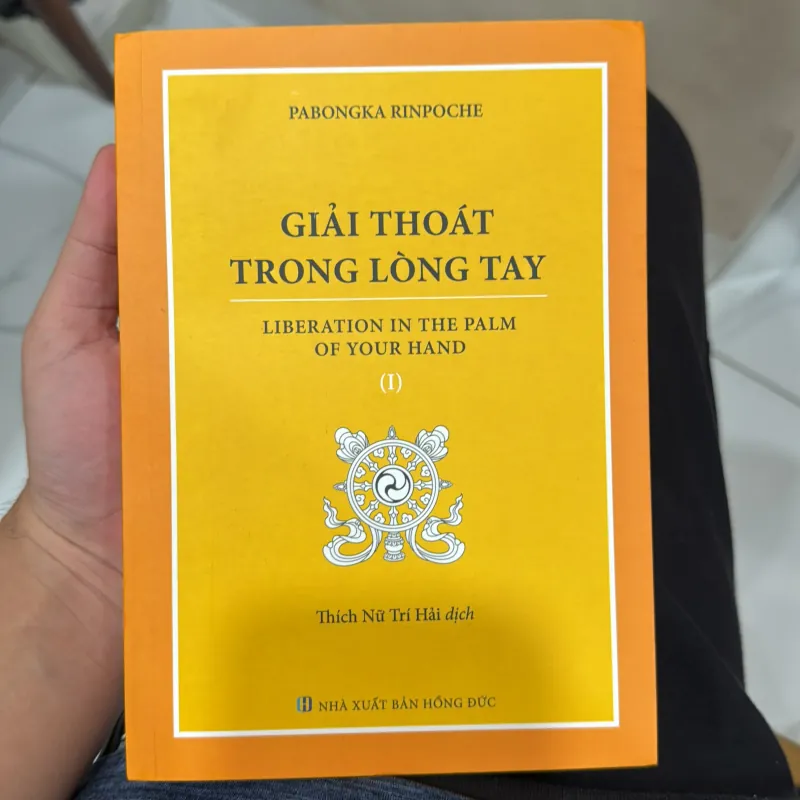 PABONGKA RINPOCHE
GIẢI THOÁT
TRONG LÒNG TAY
LIBERATION IN THE PALM
OF YOUR HAND
(I)
Thích Nữ Trí Hải dịch
NHÀ XUẤT BẢN HỒNG ĐỨC